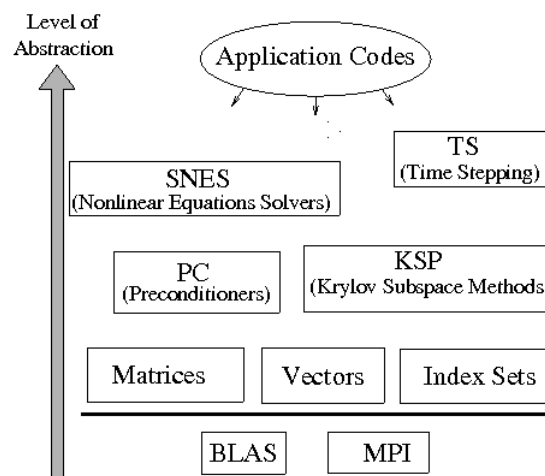 Level of
Abstraction
Application Codes
TS
(Time Stepping)
SNES
(Nonlinear Equations Solvers)
PC
(Preconditioners)
KSP
(Krylov Subspace Methods
Matrices
Vectors
Index Sets
BLAS
MPI